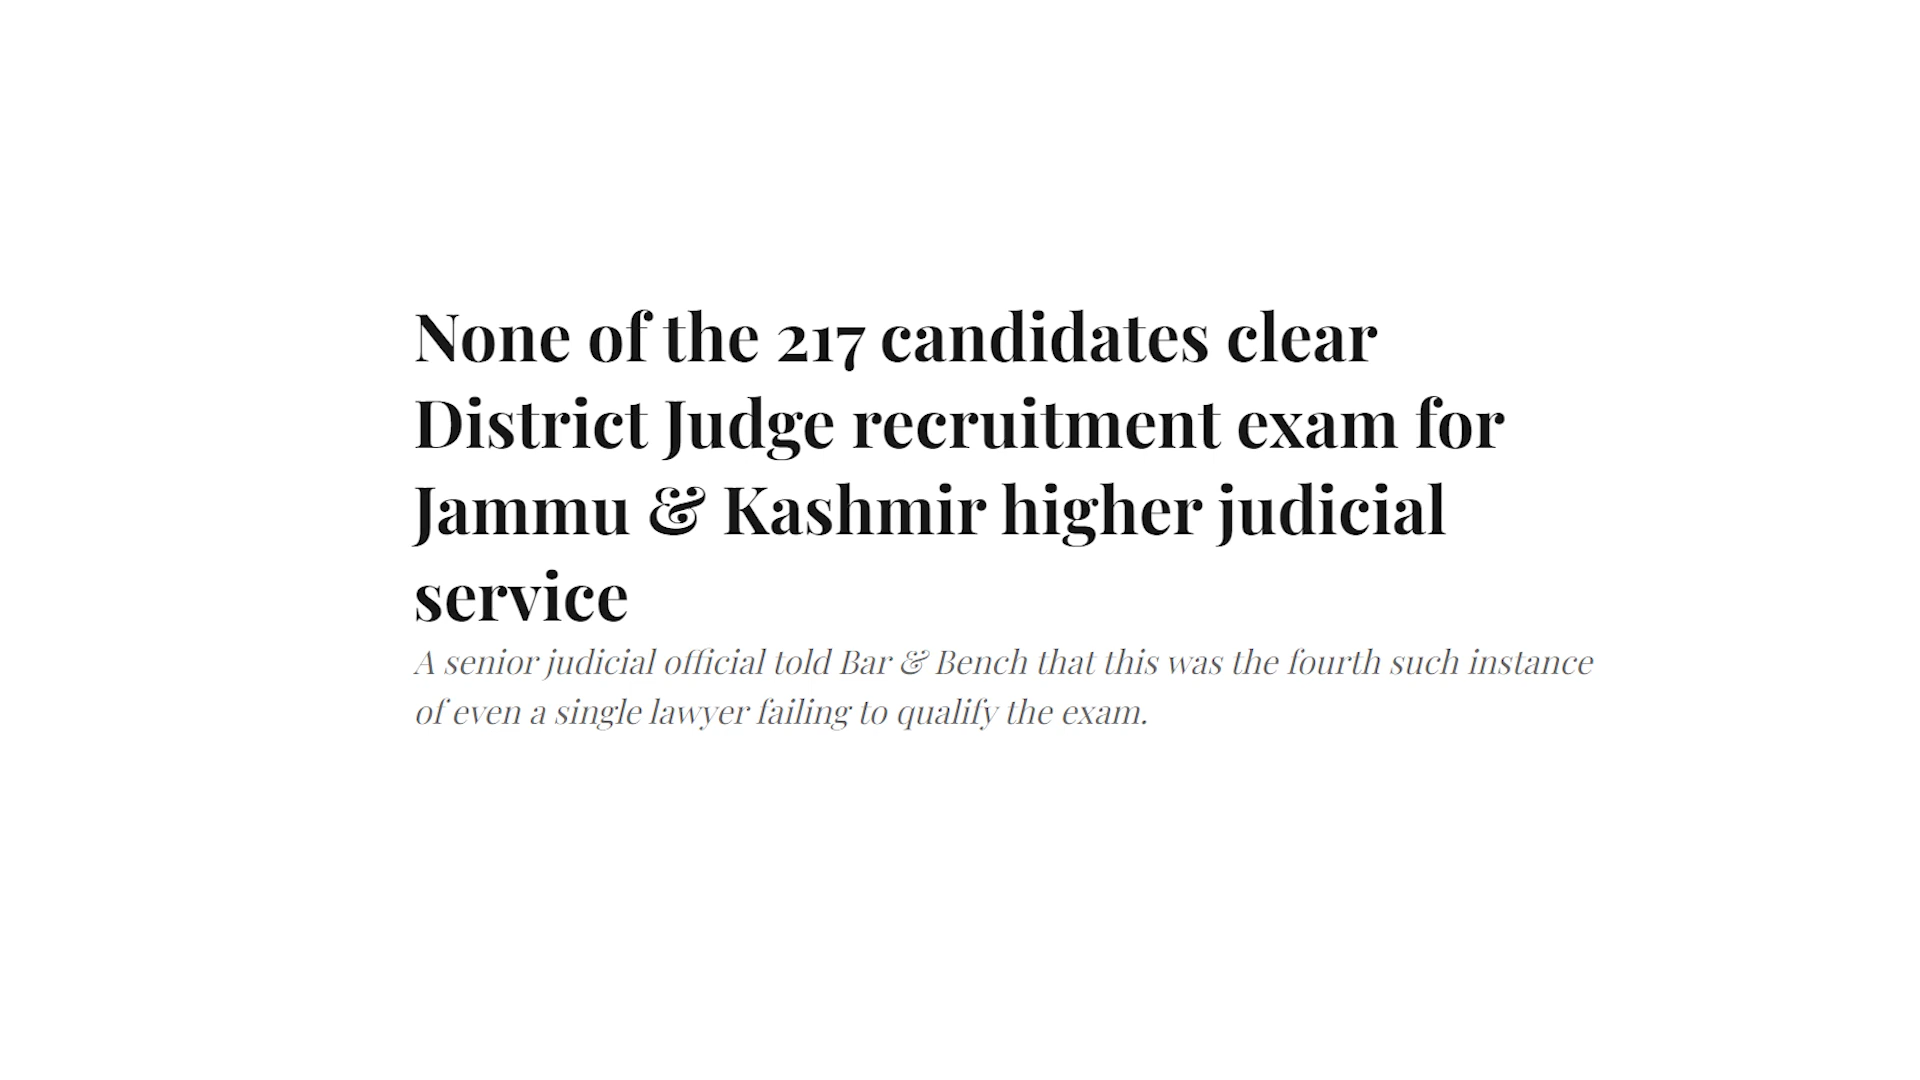 None of the 217 candidates clear
District Judge recruitment exam for
Jammu & Kashmir higher judicial
service
A senior judicial official told Bar & Bench that this was the fourth such instance
of even a single lawyer failing to qualify the exam.